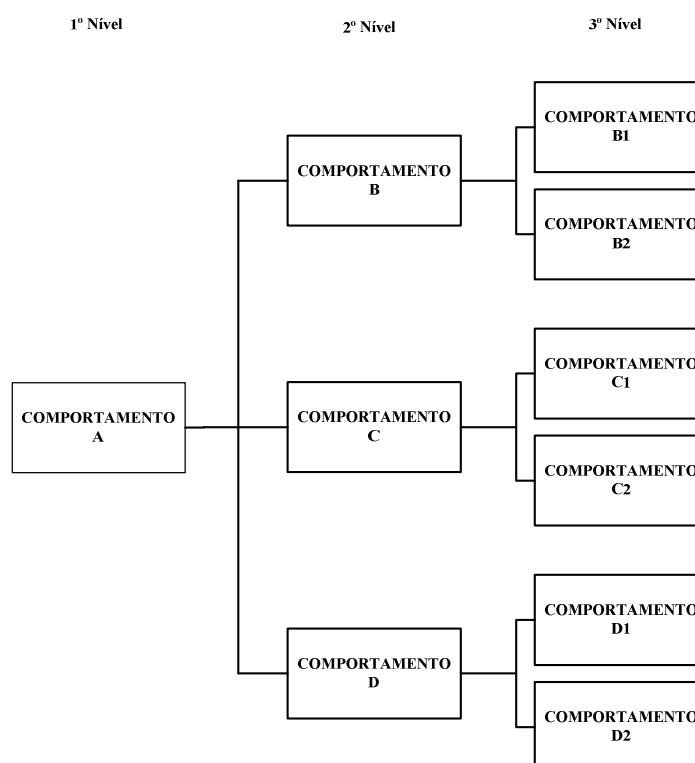 1º Nível
2º Nível
3º Nível
COMPORTAMENTO
A
COMPORTAMENTO
B
COMPORTAMENTO
C
COMPORTAMENTO
D
COMPORTAMENTO
B1
COMPORTAMENTO
B2
COMPORTAMENTO
C1
COMPORTAMENTO
C2
COMPORTAMENTO
D1
COMPORTAMENTO
D2